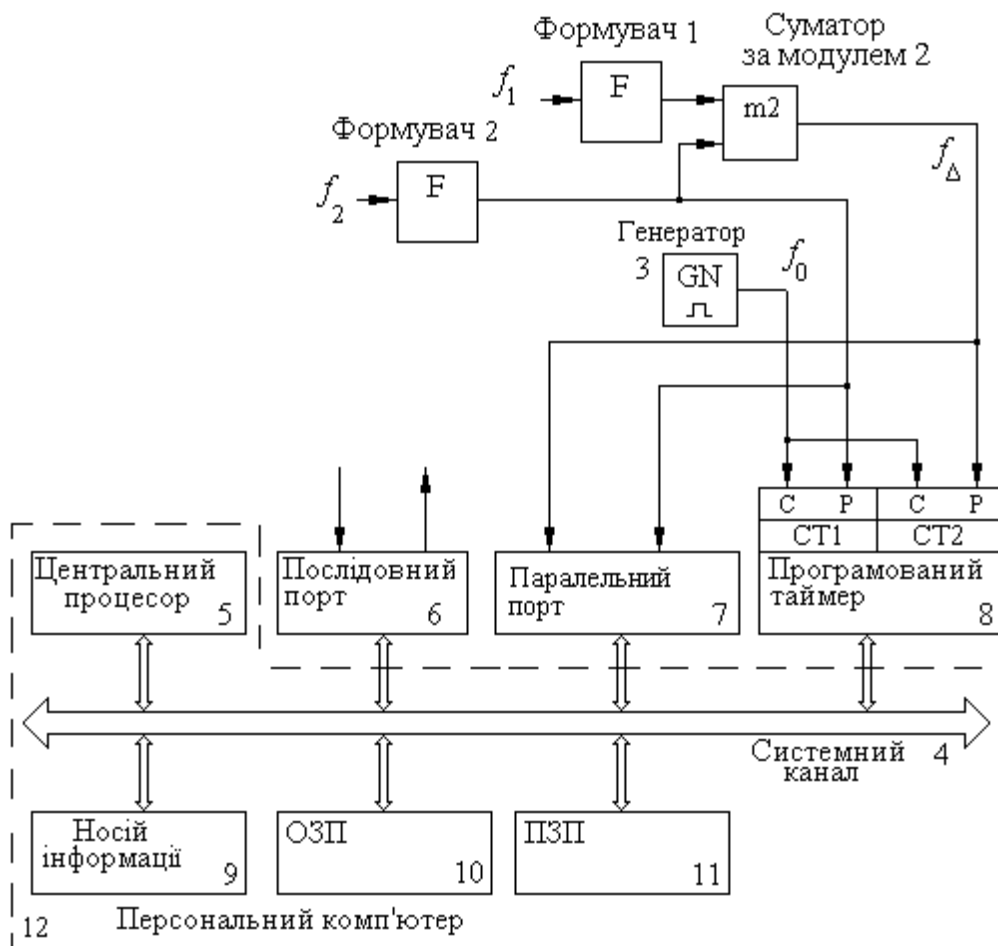 Формувач 1
Суматор
за модулем 2
f1
F
m2
Формувач 2
fΔ
f2
F
Генератор
3
f0
GN
C P C P
CT1 CT2
Центральний
процесор 5
Послідовний
порт 6
Паралельний
порт 7
Програмований
таймер 8
Системний 4
канал
Носій
інформації 9
ОЗП
10
ПЗП
11
12 Персональний комп'ютер